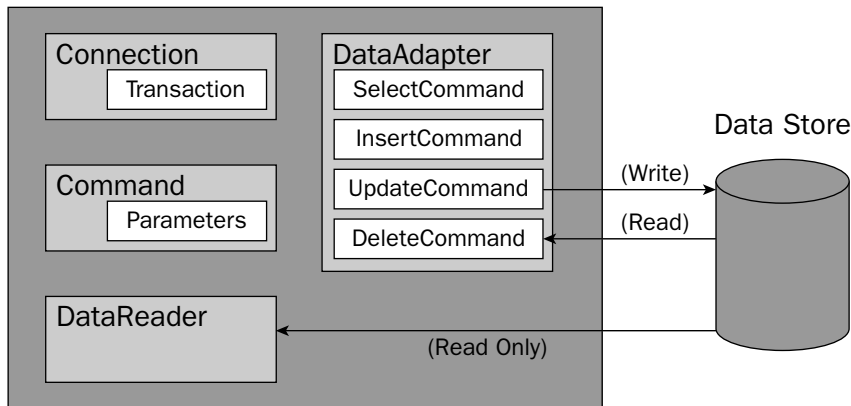 Connection
Transaction
Command
Parameters
DataReader
DataAdapter
SelectCommand
InsertCommand
UpdateCommand
DeleteCommand
Data Store
(Write)
(Read)
(Read Only)